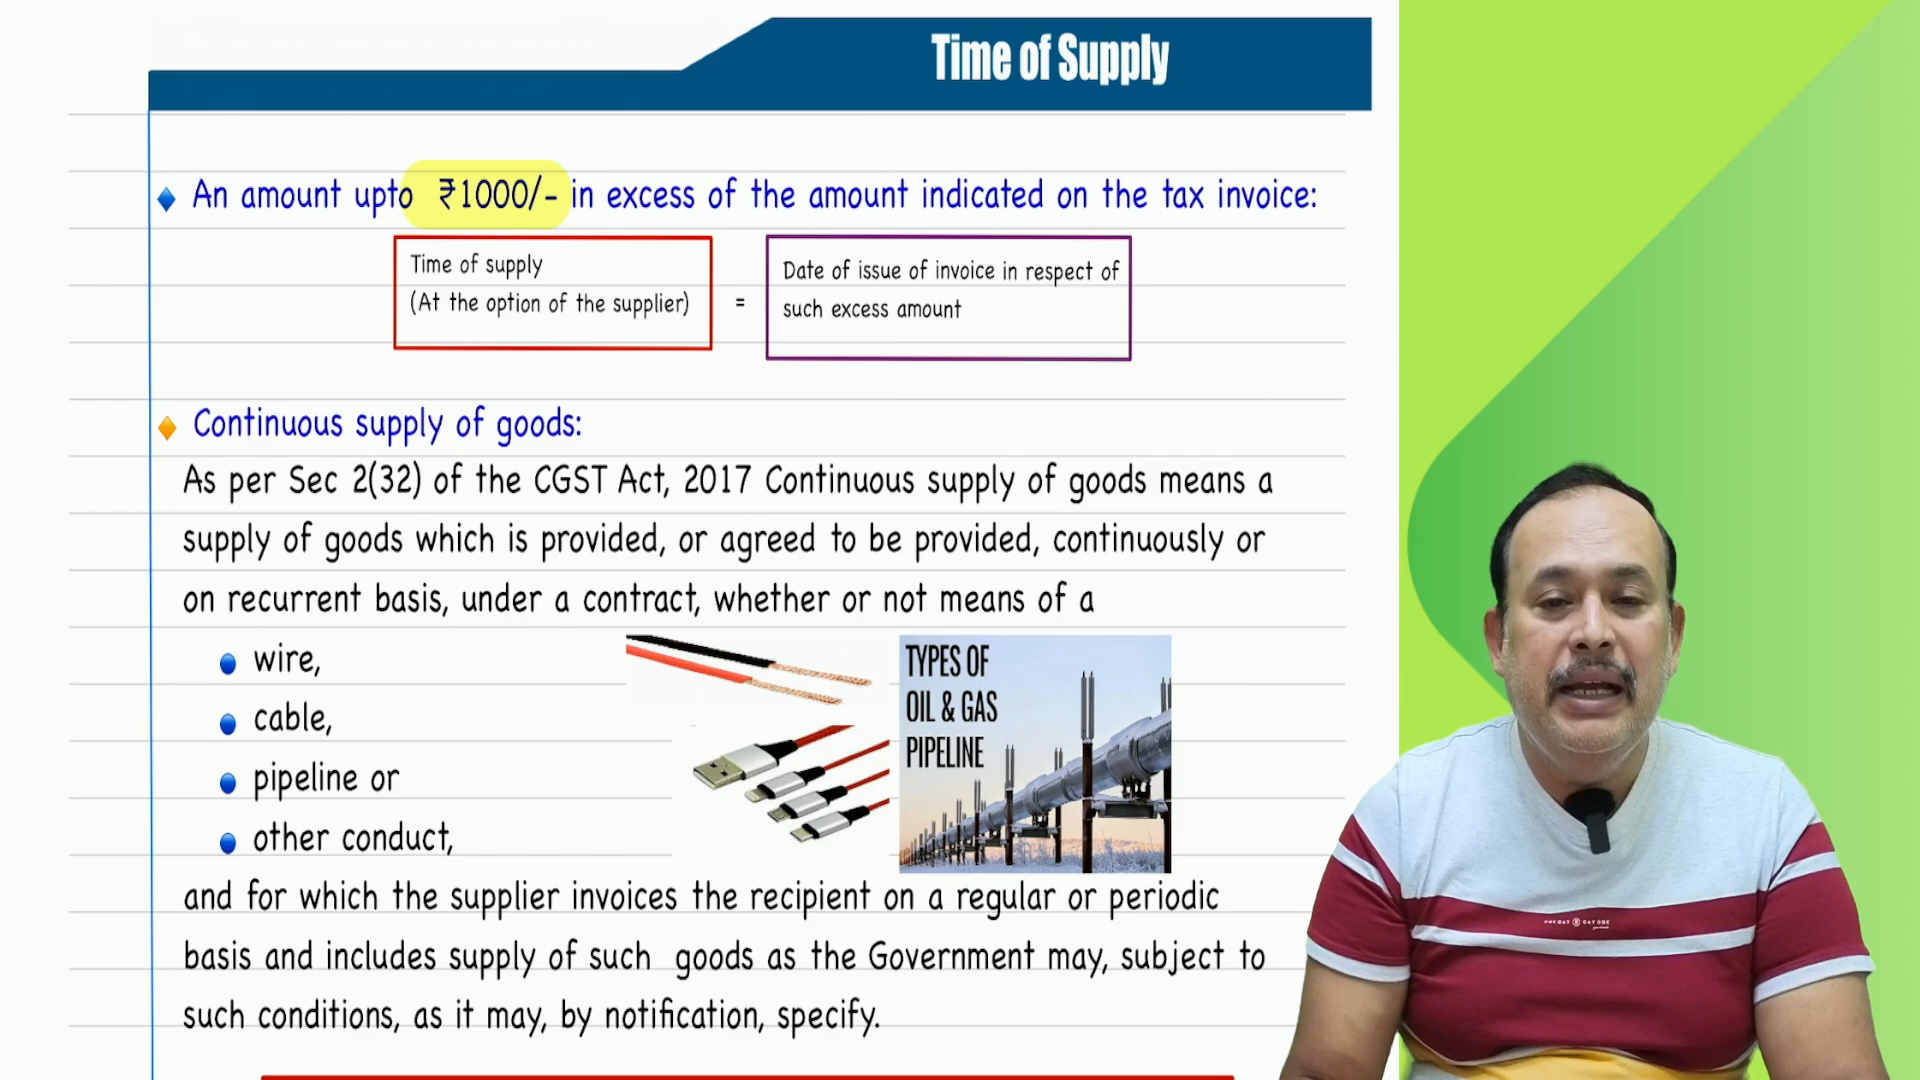 Time of Supply
An amount upto ₹1000/- in excess of the amount indicated on the tax invoice:
Time of supply
(At the option of the supplier)
=
Date of issue of invoice in respect of
such excess amount
Continuous supply of goods:
As per Sec 2(32) of the CGST Act, 2017 Continuous supply of goods means a
supply of goods which is provided, or agreed to be provided, continuously or
on recurrent basis, under a contract, whether or not means of a
wire,
cable,
pipeline or
other conduct,
TYPES OF
OIL & GAS
PIPELINE
and for which the supplier invoices the recipient on a regular or periodic
basis and includes supply of such goods as the Government may, subject to
such conditions, as it may, by notification, specify.